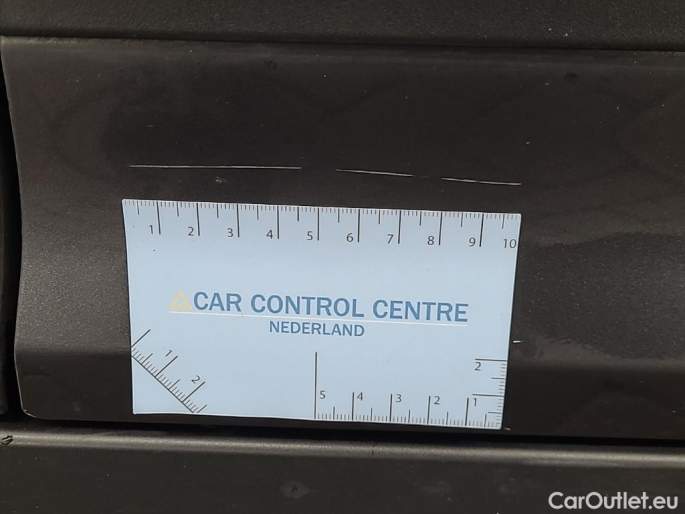 1 2 3 4 5 6 7 8 9 10
CAR CONTROL CENTRE
NEDERLAND
1 2
2
5 4 3 2 1
CarOutlet.eu